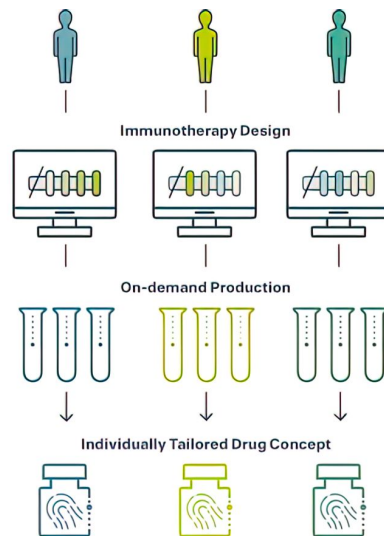 Immunotherapy Design
On-demand Production
Individually Tailored Drug Concept